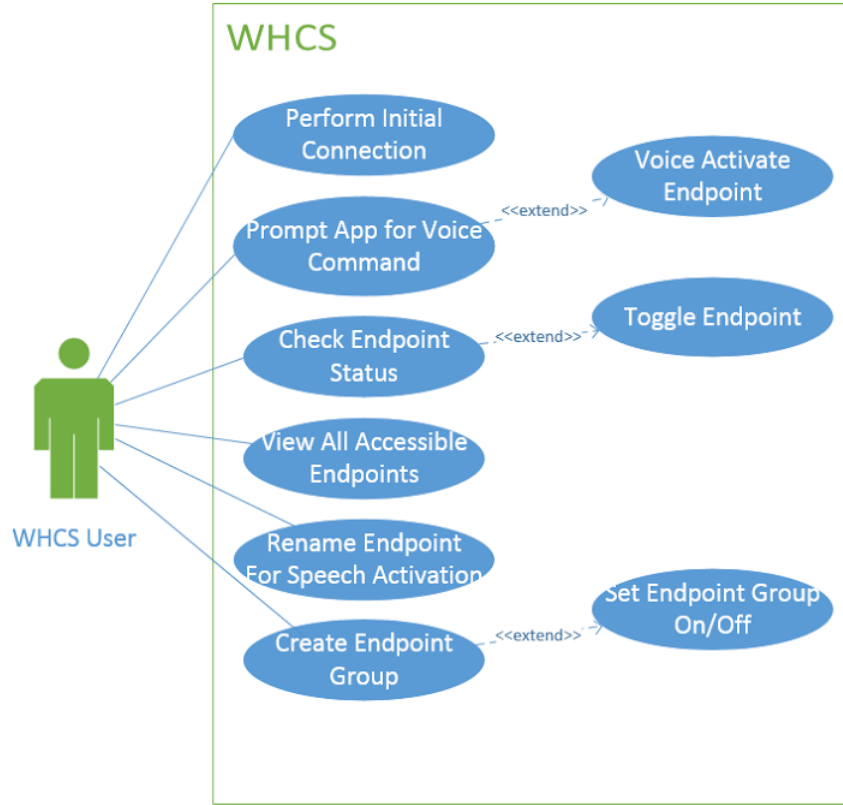 WHCS
Perform Initial
Connection
Voice Activate
Endpoint
<<extend>>
Prompt App for Voice
Command
Toggle Endpoint
<<extend>>
Check Endpoint
Status
View All Accessible
Endpoints
WHCS User
Rename Endpoint
For Speech Activation
Set Endpoint Group
On/Off
<<extend>>
Create Endpoint
Group